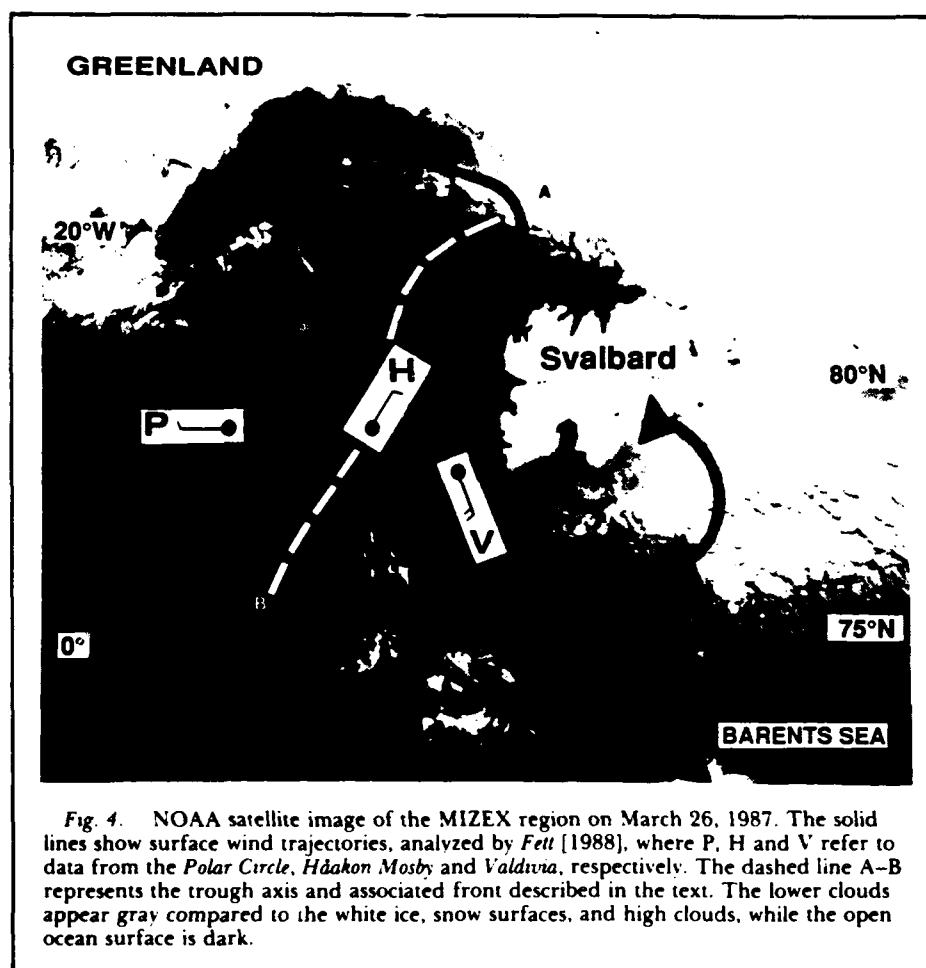 GREENLAND
A
20°W
Svalbard
H
80°N
P
V
B
0°
75°N
BARENTS SEA
Fig. 4. NOAA satellite image of the MIZEX region on March 26, 1987. The solid
lines show surface wind trajectories, analyzed by Fett [1988], where P, H and V refer to
data from the Polar Circle, Håakon Mosby and Valdivia, respectively. The dashed line A–B
represents the trough axis and associated front described in the text. The lower clouds
appear gray compared to the white ice, snow surfaces, and high clouds, while the open
ocean surface is dark.